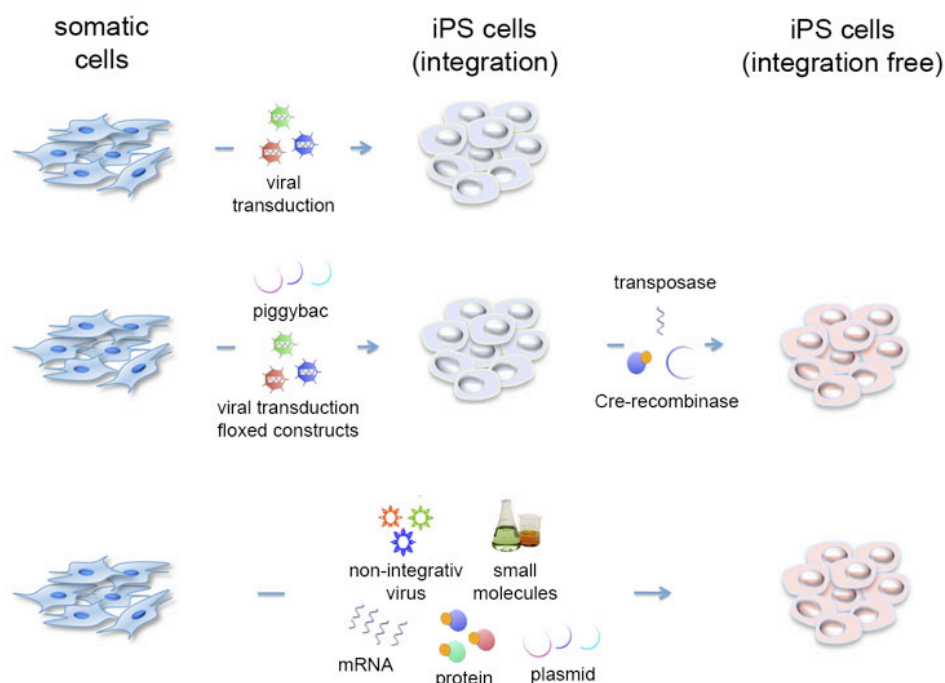 somatic
cells
iPS cells
(integration)
iPS cells
(integration free)
viral
transduction
piggybac
viral transduction
floxed constructs
transposase
Cre-recombinase
non-integrativ
virus
small
molecules
mRNA
protein
plasmid